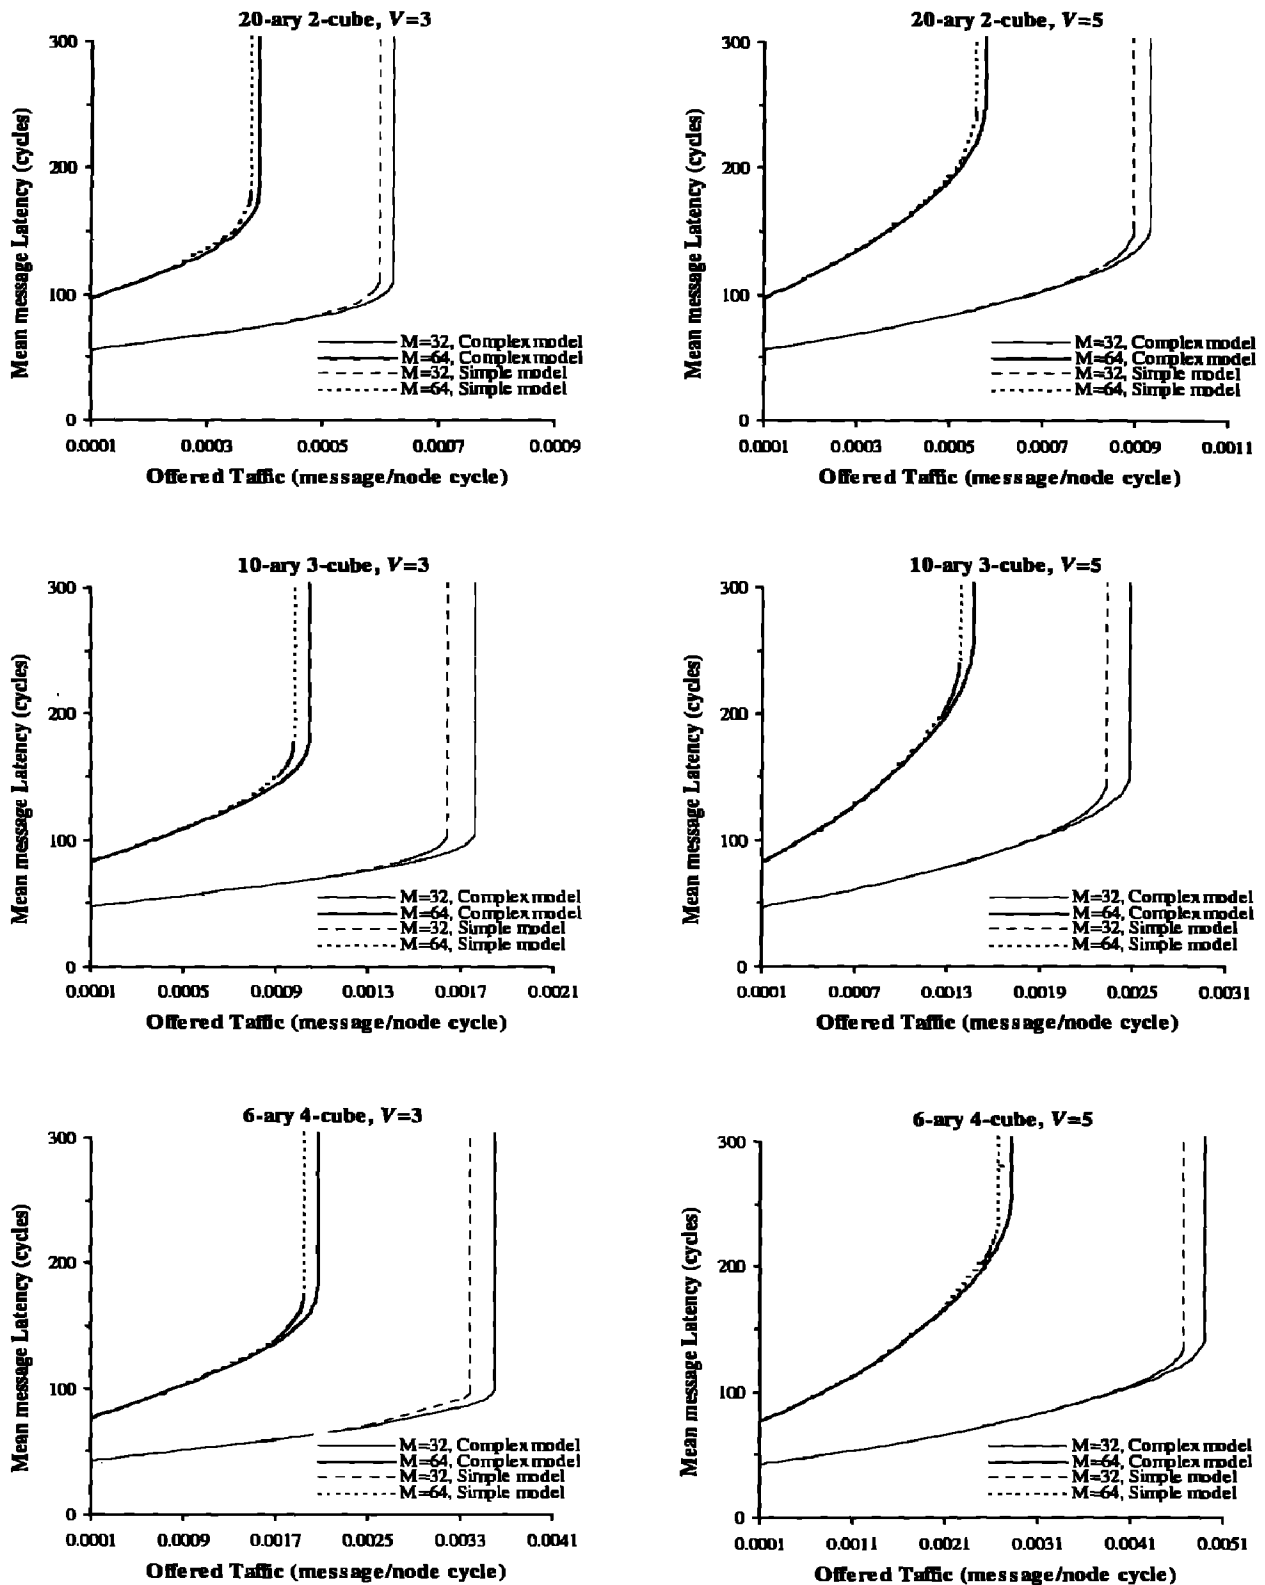 20-ary 2-cube, V=3
300
200
100
0
Mean message Latency (cycles)
M=32, Complex model
M=64, Complex model
M=32, Simple model
M=64, Simple model
0.0001 0.0003 0.0005 0.0007 0.0009
Offered Taffic (message/node cycle)
20-ary 2-cube, V=5
300
200
100
0
Mean message Latency (cycles)
M=32, Complex model
M=64, Complex model
M=32, Simple model
M=64, Simple model
0.0001 0.0003 0.0005 0.0007 0.0009 0.0011
Offered Taffic (message/node cycle)
10-ary 3-cube, V=3
300
200
100
0
Mean message Latency (cycles)
M=32, Complex model
M=64, Complex model
M=32, Simple model
M=64, Simple model
0.0001 0.0005 0.0009 0.0013 0.0017 0.0021
Offered Taffic (message/node cycle)
10-ary 3-cube, V=5
300
200
100
0
Mean message Latency (cycles)
M=32, Complex model
M=64, Complex model
M=32, Simple model
M=64, Simple model
0.0001 0.0007 0.0013 0.0019 0.0025 0.0031
Offered Taffic (message/node cycle)
6-ary 4-cube, V=3
300
200
100
0
Mean message Latency (cycles)
M=32, Complex model
M=64, Complex model
M=32, Simple model
M=64, Simple model
0.0001 0.0009 0.0017 0.0025 0.0033 0.0041
Offered Taffic (message/node cycle)
6-ary 4-cube, V=5
300
200
100
0
Mean message Latency (cycles)
M=32, Complex model
M=64, Complex model
M=32, Simple model
M=64, Simple model
0.0001 0.0011 0.0021 0.0031 0.0041 0.0051
Offered Taffic (message/node cycle)